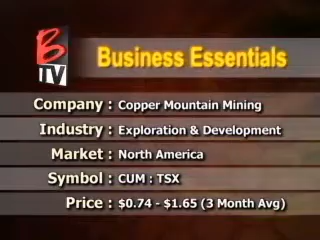 B
TV
Business Essentials
Company : Copper Mountain Mining
Industry : Exploration & Development
Market : North America
Symbol : CUM : TSX
Price : $0.74 - $1.65 (3 Month Avg)